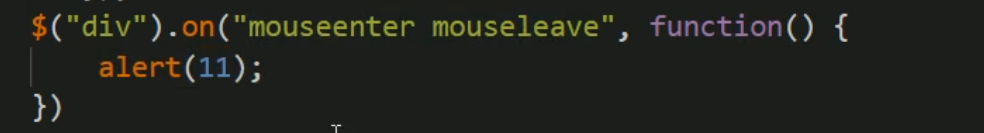 $("div").on("mouseenter mouseleave", function() {
    alert(11);
})